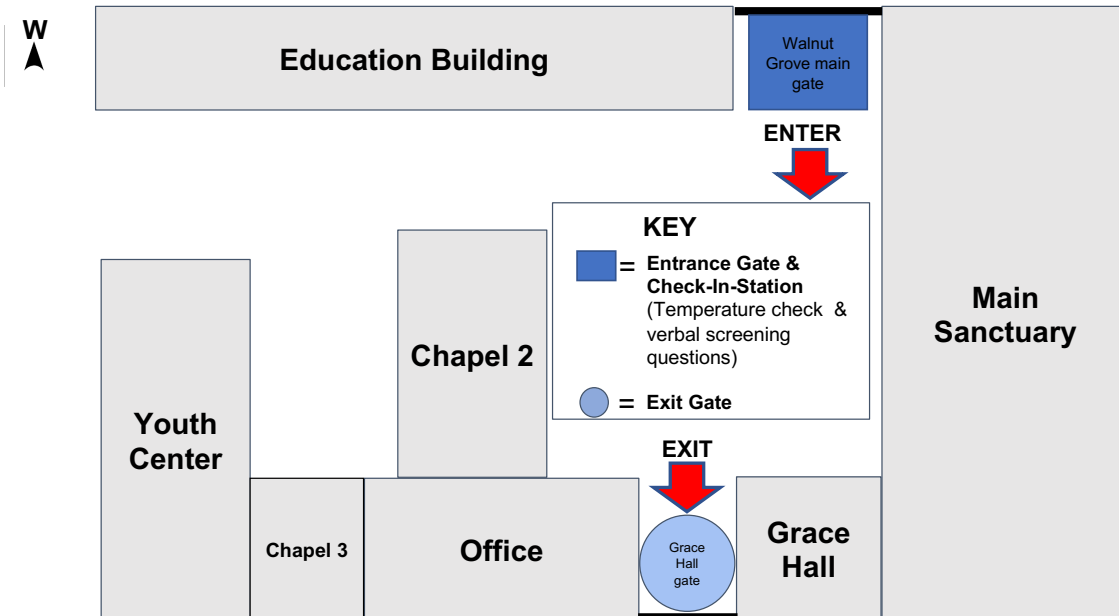 W
Education Building
Walnut
Grove main
gate
ENTER
KEY
= Entrance Gate &
Check-In-Station
(Temperature check &
verbal screening
questions)
= Exit Gate
Main
Sanctuary
Chapel 2
Youth
Center
EXIT
Chapel 3
Office
Grace
Hall
gate
Grace
Hall